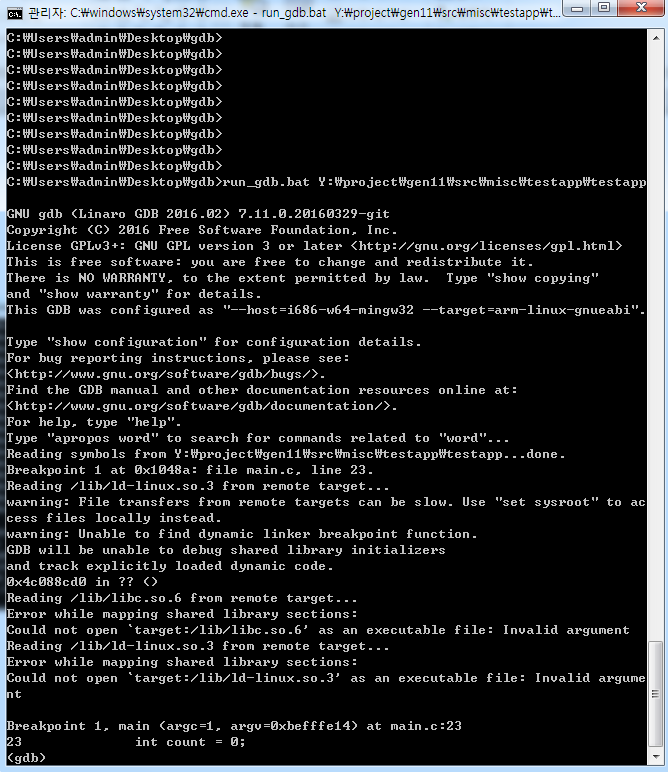 관리자: C:₩windows₩system32₩cmd.exe - run_gdb.bat  Y:₩project₩gen11₩src₩misc₩testapp₩t...
C:₩Users₩admin₩Desktop₩gdb>
C:₩Users₩admin₩Desktop₩gdb>
C:₩Users₩admin₩Desktop₩gdb>
C:₩Users₩admin₩Desktop₩gdb>
C:₩Users₩admin₩Desktop₩gdb>
C:₩Users₩admin₩Desktop₩gdb>
C:₩Users₩admin₩Desktop₩gdb>
C:₩Users₩admin₩Desktop₩gdb>
C:₩Users₩admin₩Desktop₩gdb>
C:₩Users₩admin₩Desktop₩gdb>run_gdb.bat Y:₩project₩gen11₩src₩misc₩testapp₩testapp
GNU gdb (Linaro GDB 2016.02) 7.11.0.20160329-git
Copyright (C) 2016 Free Software Foundation, Inc.
License GPLv3+: GNU GPL version 3 or later <http://gnu.org/licenses/gpl.html>
This is free software: you are free to change and redistribute it.
There is NO WARRANTY, to the extent permitted by law.  Type "show copying"
and "show warranty" for details.
This GDB was configured as "--host=i686-w64-mingw32 --target=arm-linux-gnueabi".
Type "show configuration" for configuration details.
For bug reporting instructions, please see:
<http://www.gnu.org/software/gdb/bugs/>.
Find the GDB manual and other documentation resources online at:
<http://www.gnu.org/software/gdb/documentation/>.
For help, type "help".
Type "apropos word" to search for commands related to "word"...
Reading symbols from Y:₩project₩gen11₩src₩misc₩testapp₩testapp...done.
Breakpoint 1 at 0x1048a: file main.c, line 23.
Reading /lib/ld-linux.so.3 from remote target...
warning: File transfers from remote targets can be slow. Use "set sysroot" to ac
cess files locally instead.
warning: Unable to find dynamic linker breakpoint function.
GDB will be unable to debug shared library initializers
and track explicitly loaded dynamic code.
0x4c088cd0 in ?? ()
Reading /lib/libc.so.6 from remote target...
Error while mapping shared library sections:
Could not open `target:/lib/libc.so.6' as an executable file: Invalid argument
Reading /lib/ld-linux.so.3 from remote target...
Error while mapping shared library sections:
Could not open `target:/lib/ld-linux.so.3' as an executable file: Invalid argume
nt
Breakpoint 1, main (argc=1, argv=0xbefffe14) at main.c:23
23              int count = 0;
(gdb)